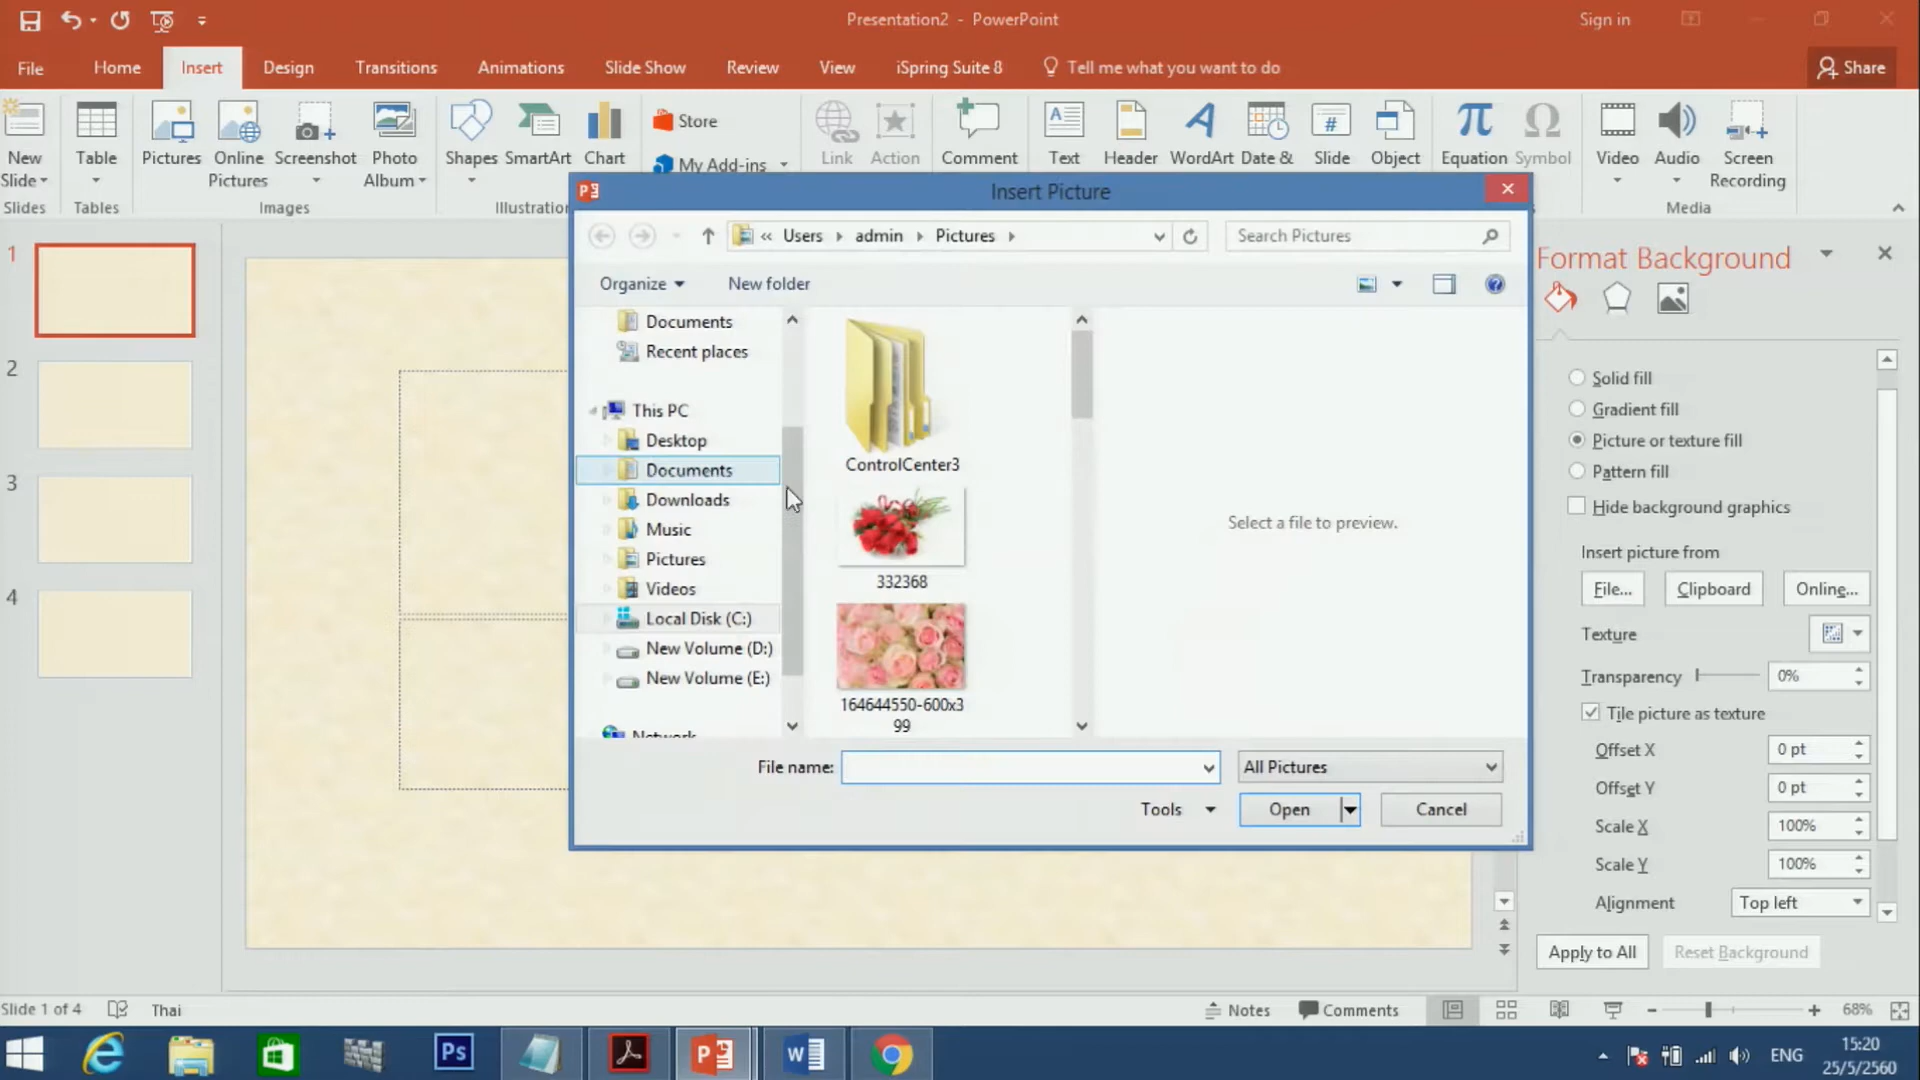 Presentation2 - PowerPoint
Sign in
File
Home
Insert
Design
Transitions
Animations
Slide Show
Review
View
iSpring Suite 8
Tell me what you want to do
Share
New
Slide
Table
Pictures
Online
Pictures
Screenshot
Photo
Album
Shapes
SmartArt
Chart
Store
My Add-ins
Link
Action
Comment
Text
Header
WordArt
Date &
Slide
Object
Equation
Symbol
Video
Audio
Screen
Recording
Slides
Tables
Images
Media
Insert Picture
« Users
admin
Pictures
Search Pictures
Organize
New folder
Documents
Recent places
This PC
Desktop
Documents
Downloads
Music
Pictures
Videos
Local Disk (C:)
New Volume (D:)
New Volume (E:)
ControlCenter3
332368
164644550-600x3
99
Select a file to preview.
File name:
All Pictures
Tools
Open
Cancel
Format Background
Solid fill
Gradient fill
Picture or texture fill
Pattern fill
Hide background graphics
Insert picture from
File...
Clipboard
Online...
Texture
Transparency
0%
Tile picture as texture
Offset X
0 pt
Offset Y
0 pt
Scale X
100%
Scale Y
100%
Alignment
Top left
Apply to All
Reset Background
1
2
3
4
Slide 1 of 4
Thai
Notes
Comments
68%
Ps
ENG
15:20
25/5/2560